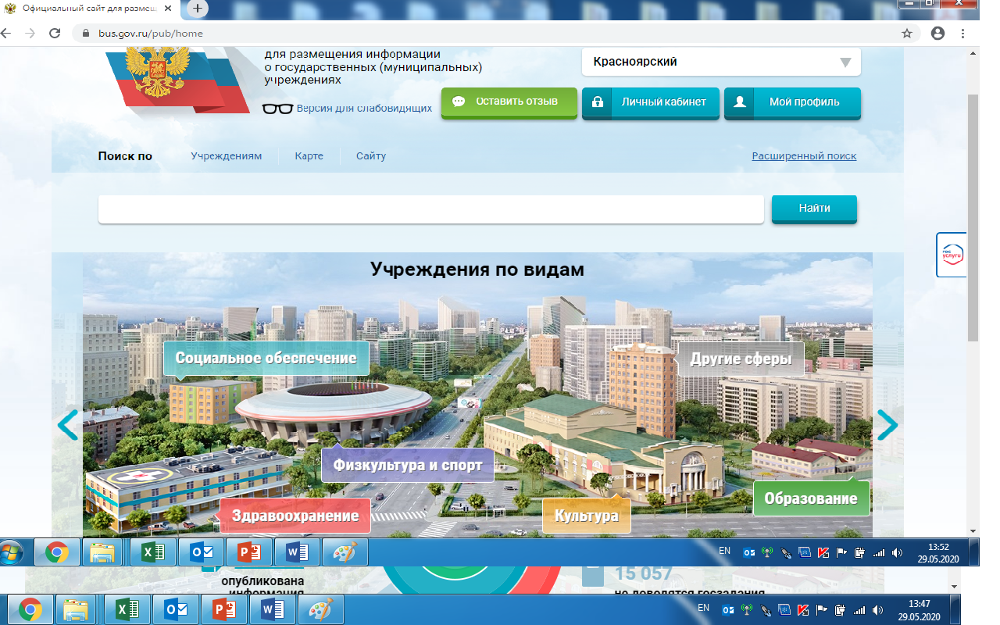 Официальный сайт для размещ
bus.gov.ru/pub/home
для размещения информации
о государственных (муниципальных)
учреждениях
Версия для слабовидящих
Красноярский
Оставить отзыв
Личный кабинет
Мой профиль
Поиск по
Учреждениям
Карте
Сайту
Расширенный поиск
Найти
гос
услуги
Учреждения по видам
Социальное обеспечение
Другие сферы
Физкультура и спорт
Образование
Здравоохранение
Культура
EN
13:52
29.05.2020
15 057
опубликована
информация
не доводятся госзадания
EN
13:47
29.05.2020